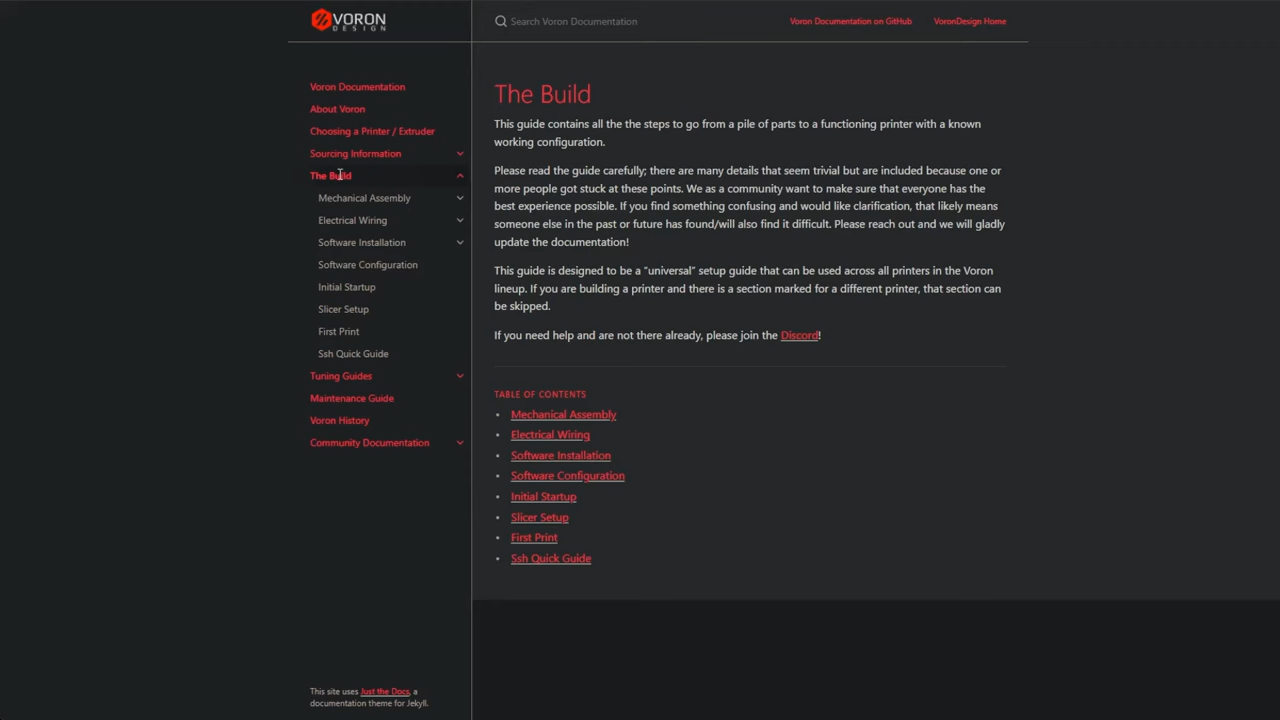 VORON
DESIGN
Search Voron Documentation
Voron Documentation on GitHub
VoronDesign Home
Voron Documentation
About Voron
Choosing a Printer / Extruder
Sourcing Information
The Build
Mechanical Assembly
Electrical Wiring
Software Installation
Software Configuration
Initial Startup
Slicer Setup
First Print
Ssh Quick Guide
Tuning Guides
Maintenance Guide
Voron History
Community Documentation
This site uses Just the Docs, a
documentation theme for Jekyll.
The Build
This guide contains all the the steps to go from a pile of parts to a functioning printer with a known
working configuration.
Please read the guide carefully; there are many details that seem trivial but are included because one or
more people got stuck at these points. We as a community want to make sure that everyone has the
best experience possible. If you find something confusing and would like clarification, that likely means
someone else in the past or future has found/will also find it difficult. Please reach out and we will gladly
update the documentation!
This guide is designed to be a "universal" setup guide that can be used across all printers in the Voron
lineup. If you are building a printer and there is a section marked for a different printer, that section can
be skipped.
If you need help and are not there already, please join the Discord!
TABLE OF CONTENTS
Mechanical Assembly
Electrical Wiring
Software Installation
Software Configuration
Initial Startup
Slicer Setup
First Print
Ssh Quick Guide